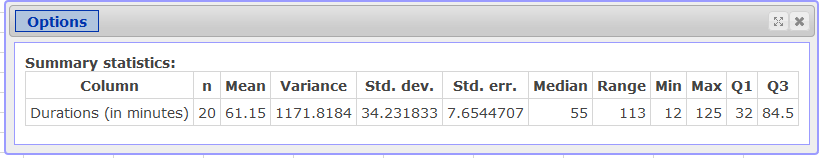 Options
Summary statistics:
Column n Mean Variance Std. dev. Std. err. Median Range Min Max Q1 Q3
Durations (in minutes) 20 61.15 1171.8184 34.231833 7.6544707 55 113 12 125 32 84.5